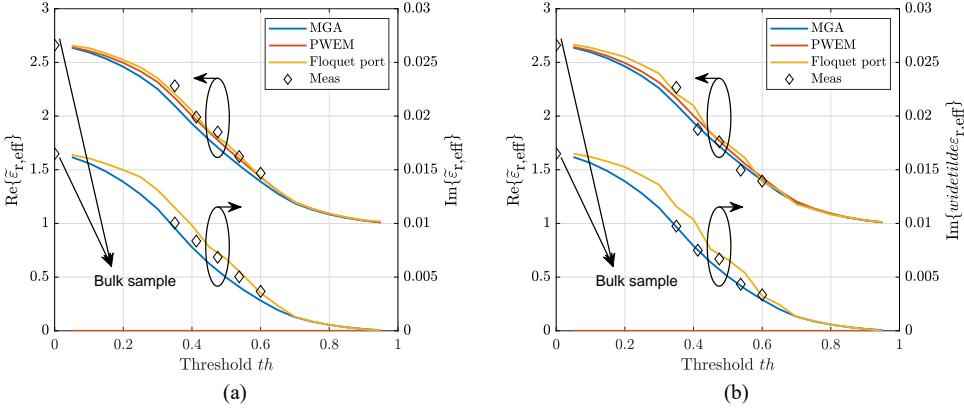 3
2.5
2
1.5
1
0.5
0
0.03
0.025
0.02
0.015
0.01
0.005
0
0
0.2
0.4
0.6
0.8
1
Re{ε̃r,eff}
Im{ε̃r,eff}
Threshold th
MGA
PWEM
Floquet port
Meas
Bulk sample
(a)
3
2.5
2
1.5
1
0.5
0
0.03
0.025
0.02
0.015
0.01
0.005
0
0
0.2
0.4
0.6
0.8
1
Re{ε̃r,eff}
Im{widetildeεr,eff}
Threshold th
MGA
PWEM
Floquet port
Meas
Bulk sample
(b)